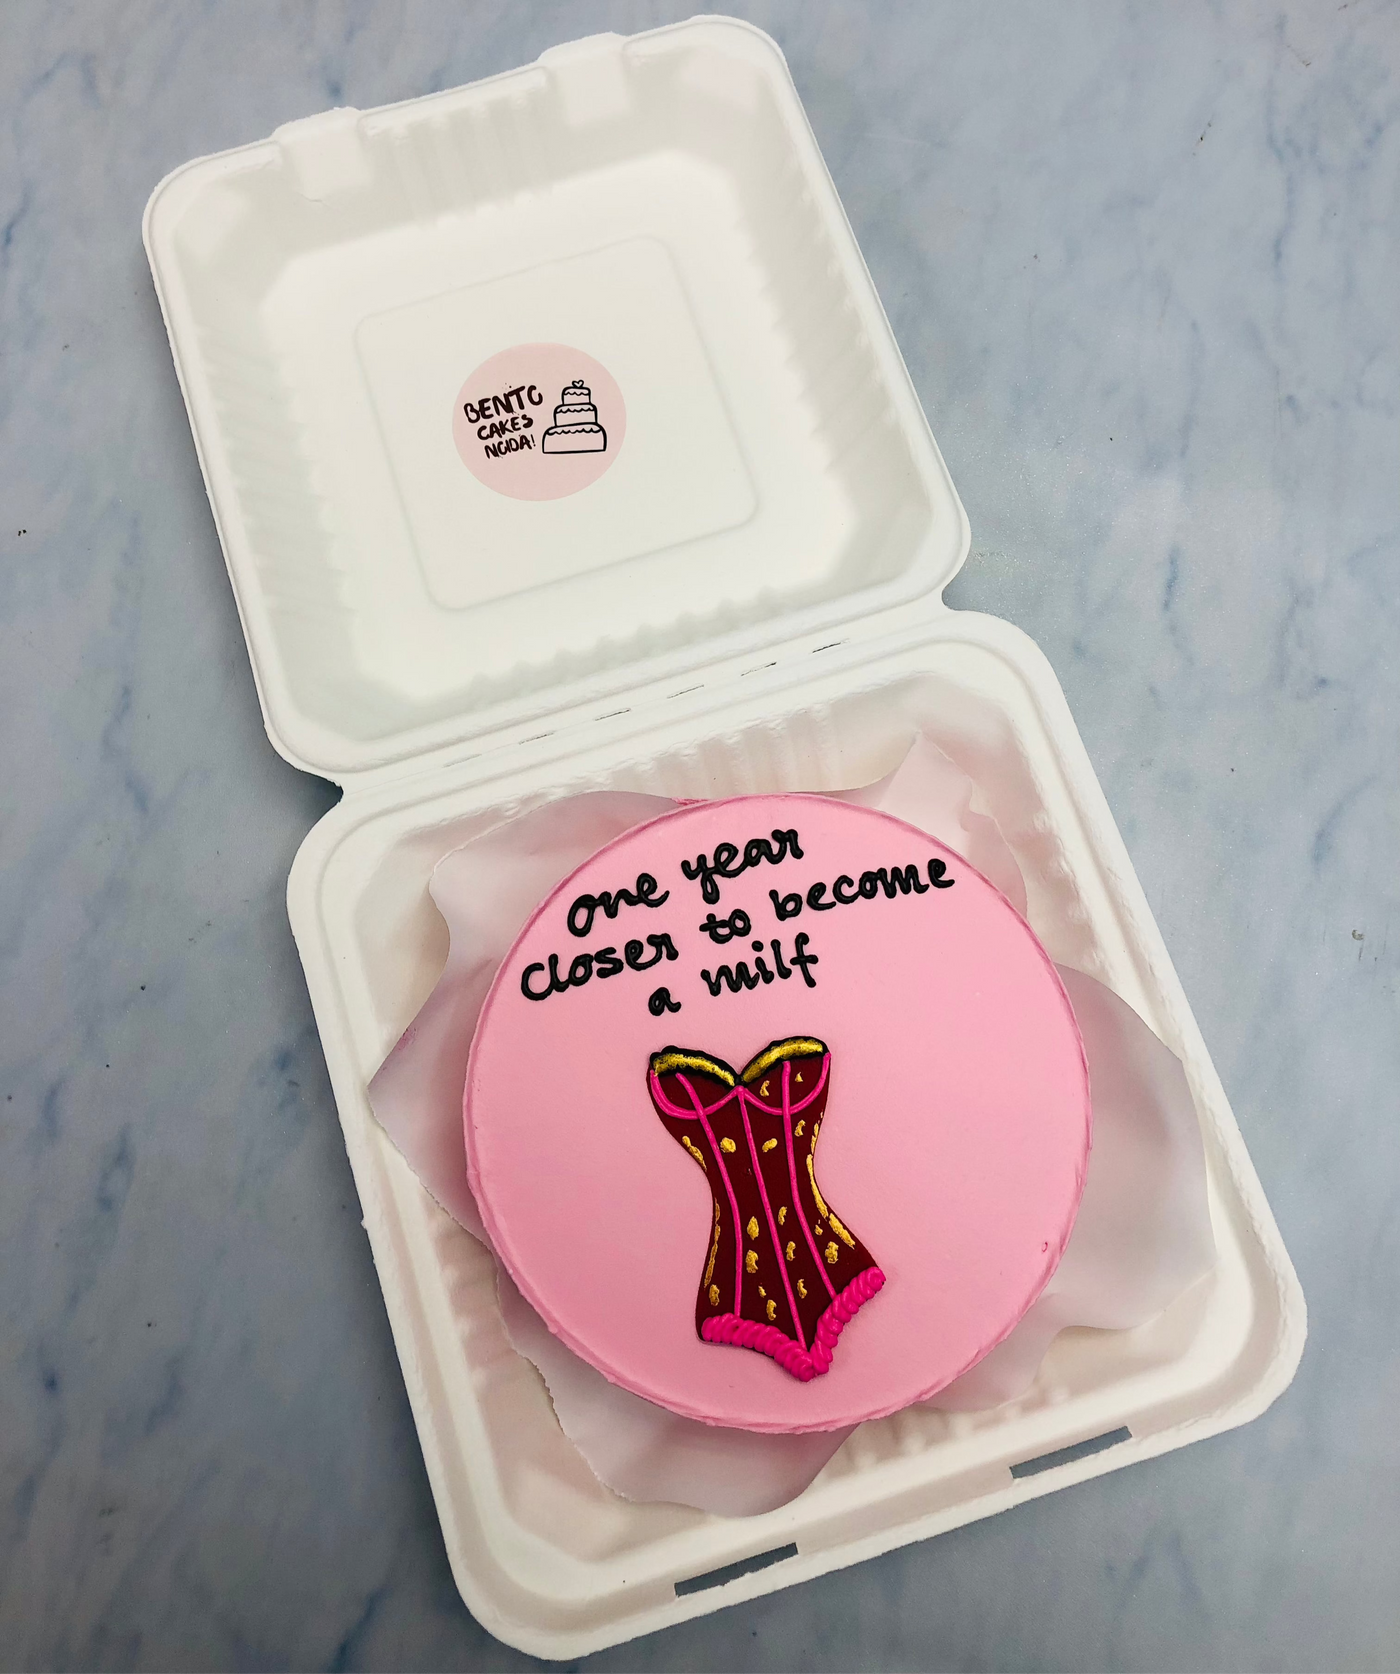 BENTO
CAKES
NOIDA!
one year
closer to become
a milf